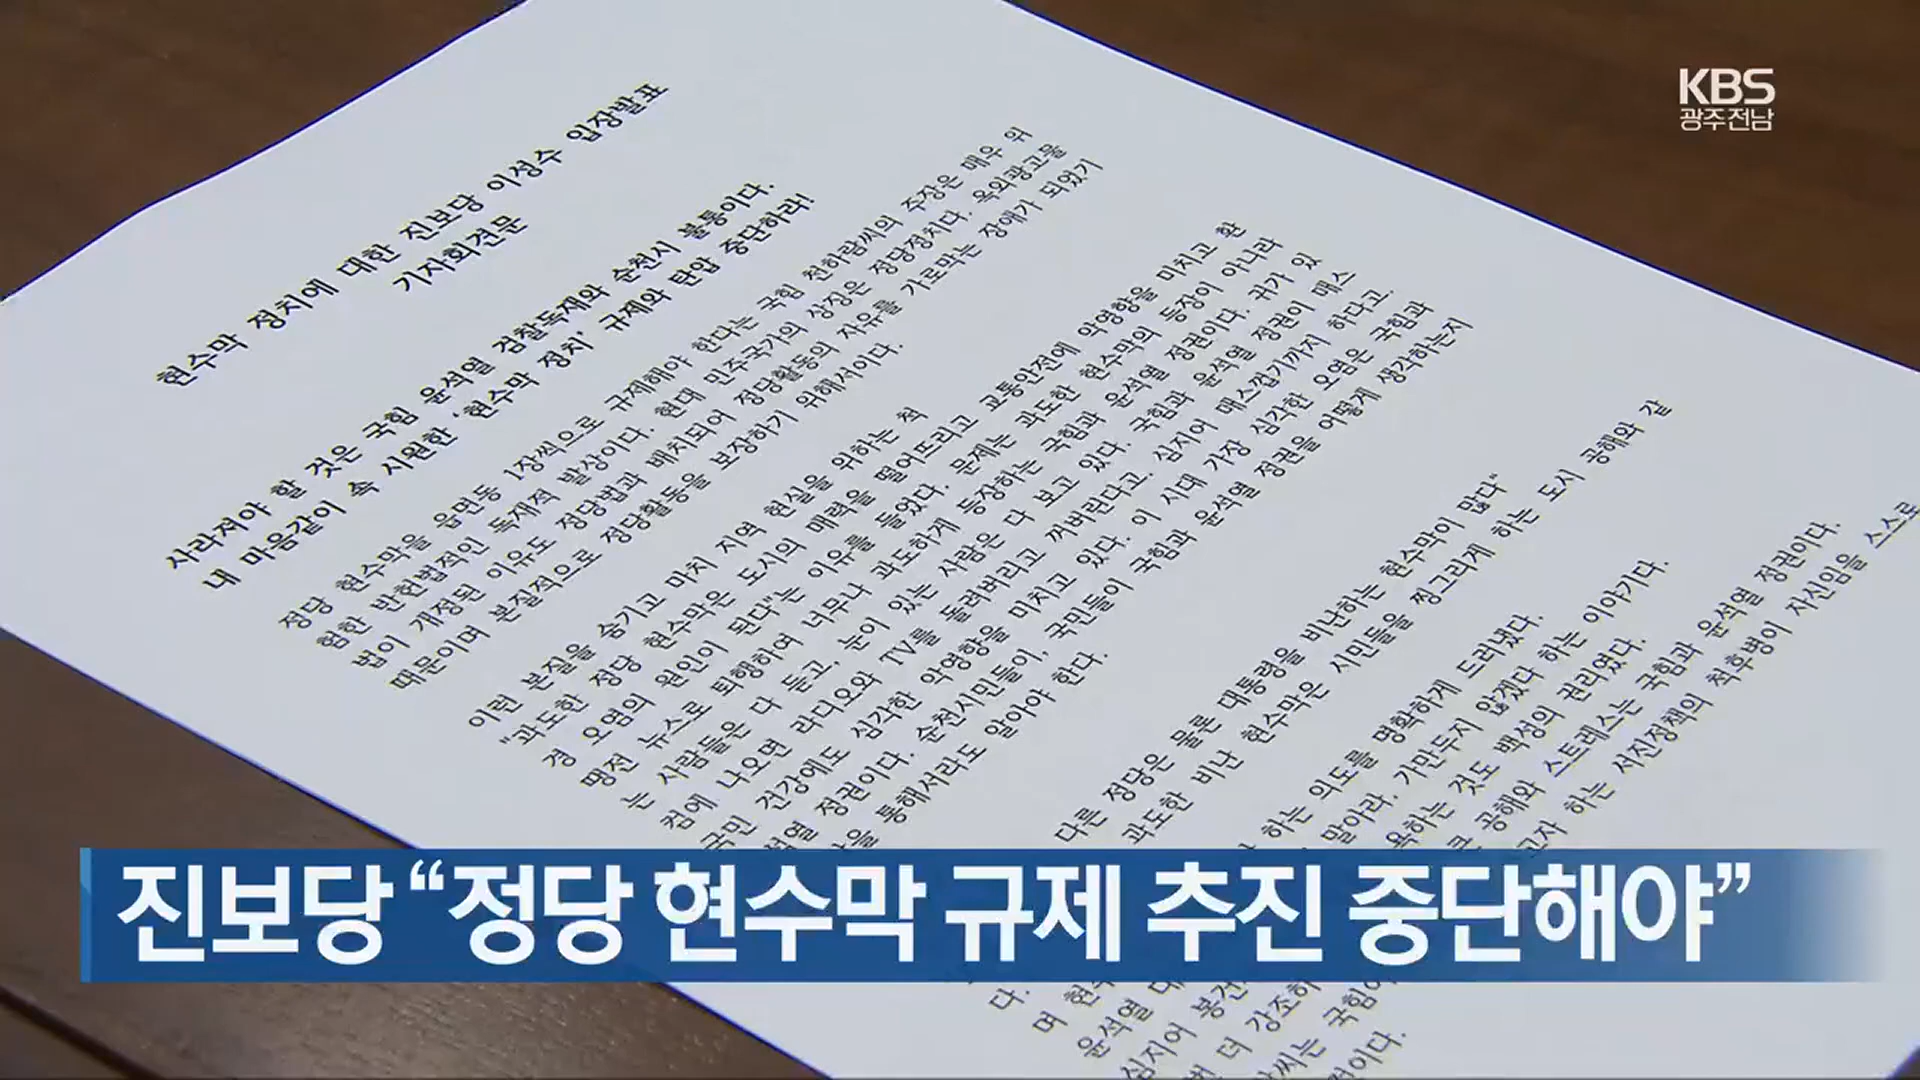 KBS
광주전남
현수막 정치에 대한 진보당 이성수 입장발표
기자회견문
사라져야 할 것은 국힘 윤석열 검찰독재와 순천시 불통이다.
내 마음같이 속 시원한 '현수막 정치' 규제와 탄압 중단하라!
정당 현수막을 읍면동 1장씩으로 규제해야 한다는 국힘 천하람씨의 주장은 매우 위
험한 반헌법적인 독재적 발상이다. 현대 민주국가의 상징은 정당정치다. 옥외광고물
법이 개정된 이유도 정당법과 배치되어 정당활동의 자유를 가로막는 장애가 되었기
때문이며 본질적으로 정당활동을 보장하기 위해서이다.
이런 본질을 숨기고 마치 지역 현실을 위하는 척
"과도한 정당 현수막은 도시의 매력을 떨어뜨리고 교통안전에 악영향을 미치고 환
경 오염의 원인이 된다"는 이유를 들었다. 문제는 과도한 현수막의 등장이 아니라
땡전 뉴스로 퇴행하여 너무나 과도하게 등장하는 국힘과 윤석열 정권이다. 귀가 있
는 사람들은 다 듣고, 눈이 있는 사람은 다 보고 있다. 국힘과 윤석열 정권이 매스
컴에 나오면 라디오와 TV를 돌려버리고 꺼버린다고. 심지어 매스껍기까지 하다고.
국민 건강에도 심각한 악영향을 미치고 있다. 이 시대 가장 심각한 오염은 국힘과
석열 정권이다. 순천시민들이, 국민들이 국힘과 윤석열 정권을 어떻게 생각하는지
을 통해서라도 알아야 한다.
다른 정당은 물론 대통령을 비난하는 현수막이 많다"
과도한 비난 현수막은 시민들을 찡그리게 하는 도시 공해와 갈
하는 의도를 명확하게 드러냈다.
말아라. 가만두지 않겠다 하는 이야기다.
욕하는 것도 백성의 권리였다.
큰 공해와 스트레스는 국힘과 윤석열 정권이다.
고자 하는 서진정책의 척후병이 자신임을 스스로
진보당 “정당 현수막 규제 추진 중단해야”
다.
며
윤석열
심지어
더 강조하
씨는 국힘이